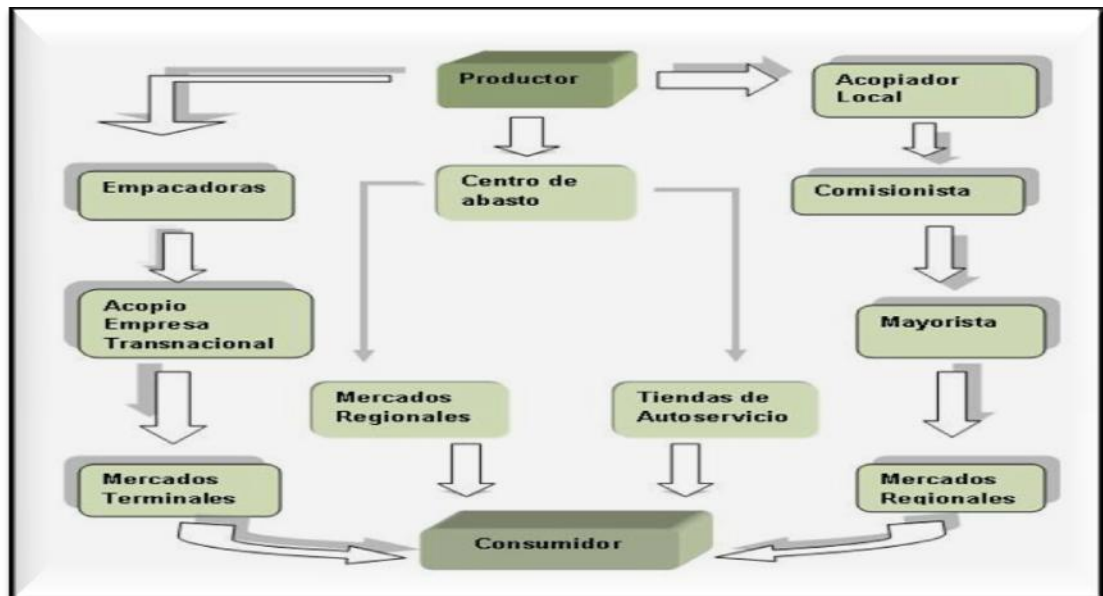 Productor
Acopiador
Local
Empacadoras
Centro de
abasto
Comisionista
Acopio
Empresa
Transnacional
Mayorista
Mercados
Regionales
Tiendas de
Autoservicio
Mercados
Terminales
Mercados
Regionales
Consumidor